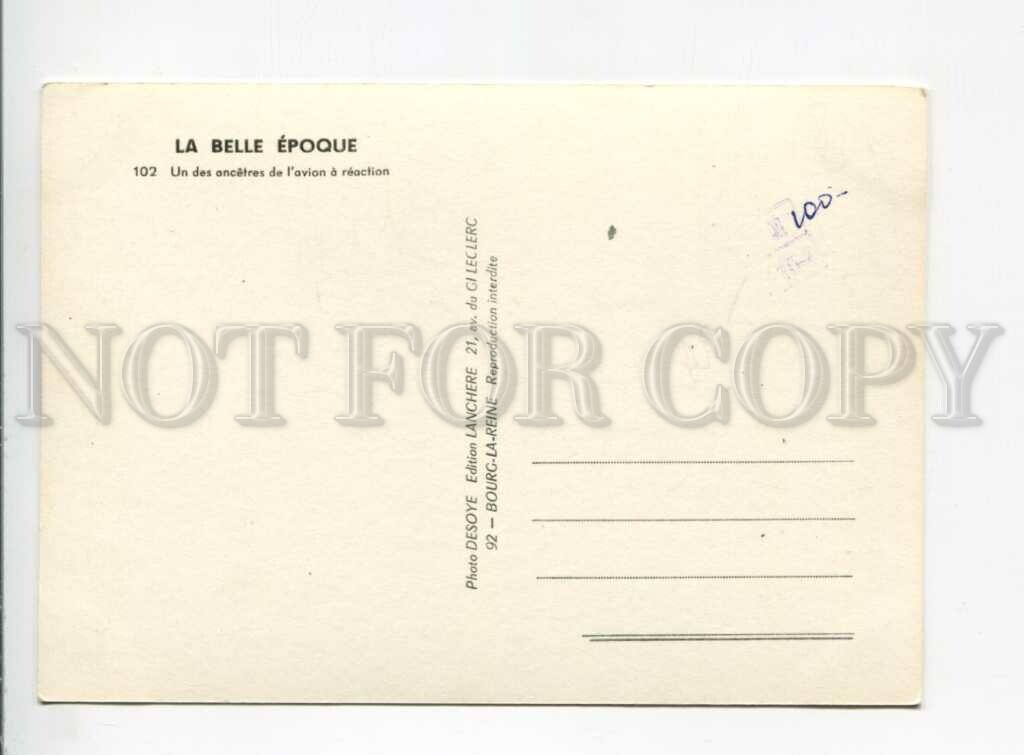 LA BELLE ÉPOQUE
102 Un des ancêtres de l'avion à réaction
Photo DESOYE Edition LANCHERE 21, av. du Gl LECLERC
92 — BOURG-LA-REINE - Reproduction interdite
100-
NOT FOR COPY